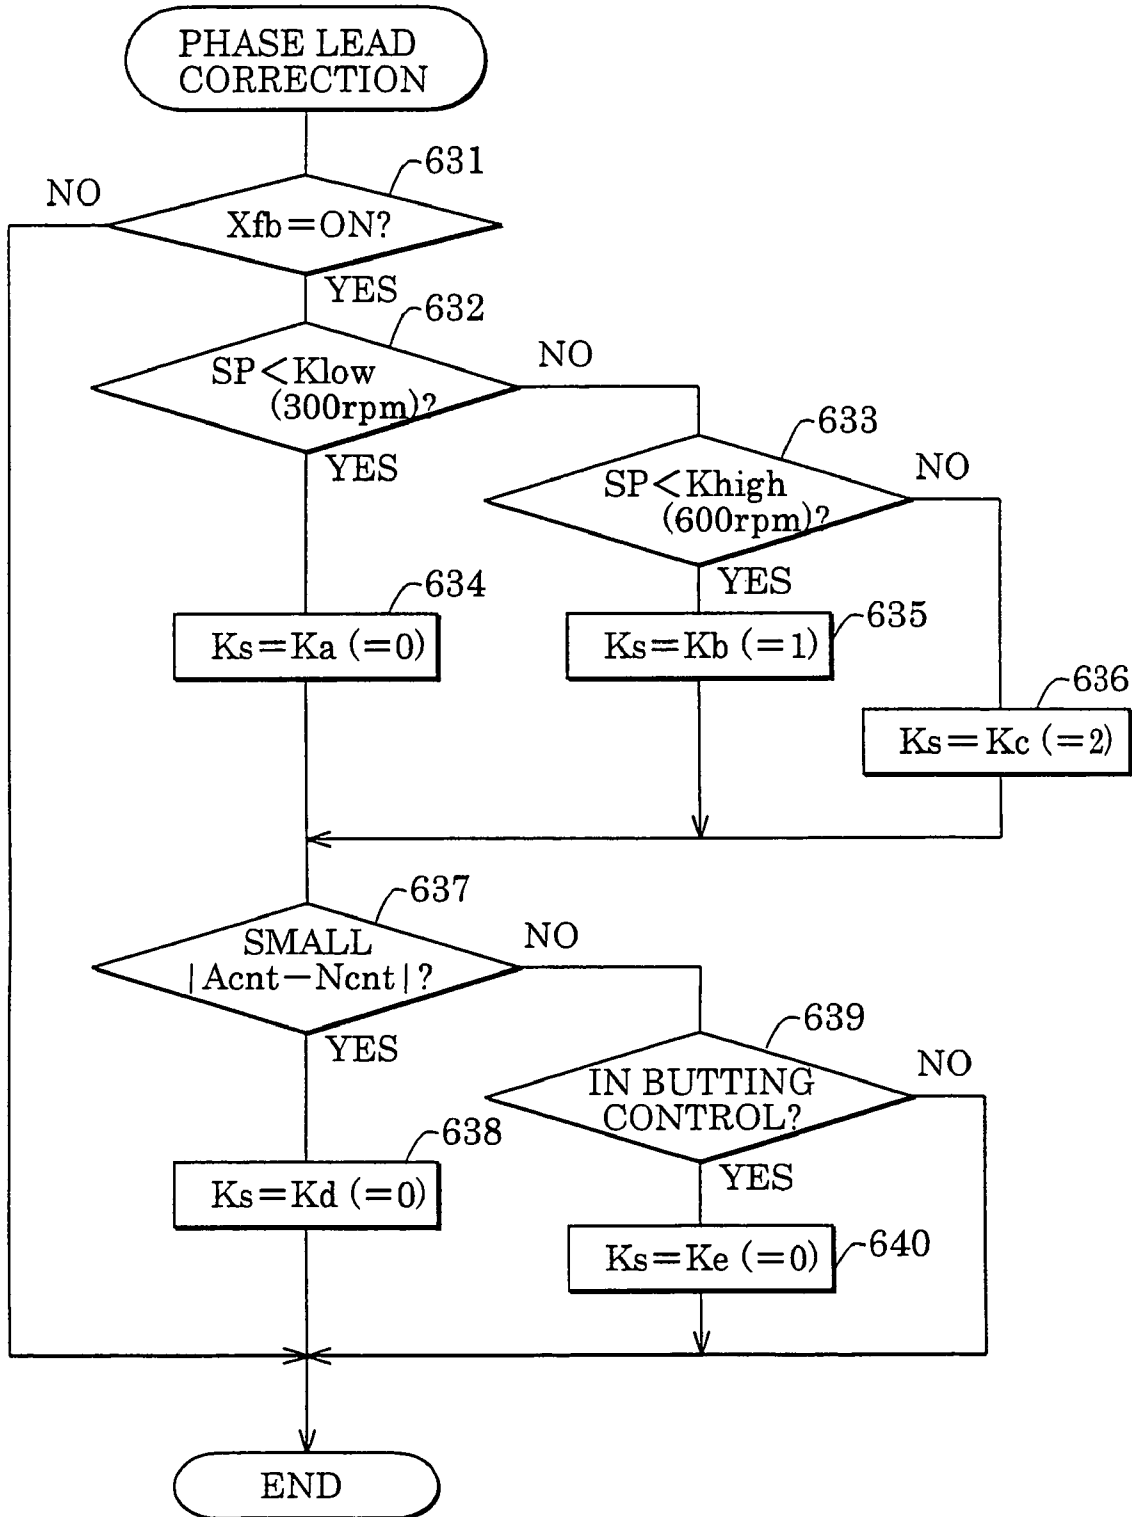 PHASE LEAD
CORRECTION
631
NO
Xfb=ON?
YES
632
SP<Klow
(300rpm)?
NO
YES
633
SP<Khigh
(600rpm)?
NO
YES
634
Ks=Ka (=0)
635
Ks=Kb (=1)
636
Ks=Kc (=2)
637
SMALL
|Acnt−Ncnt|?
NO
YES
639
IN BUTTING
CONTROL?
NO
YES
638
Ks=Kd (=0)
640
Ks=Ke (=0)
END